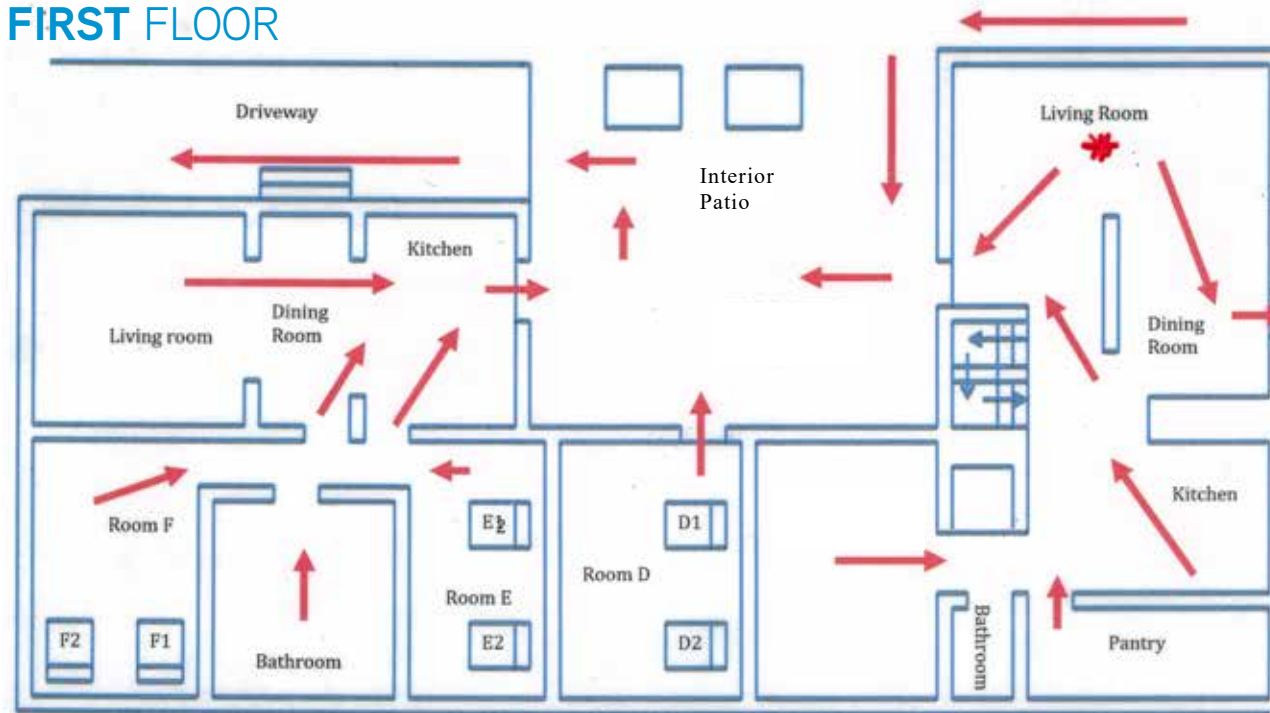 FIRST FLOOR
Driveway
Living Room
Interior
Patio
Kitchen
Dining
Room
Living room
Dining
Room
Room F
E1
D1
Kitchen
Room D
Room E
F2
F1
E2
D2
Bathroom
Bathroom
Pantry